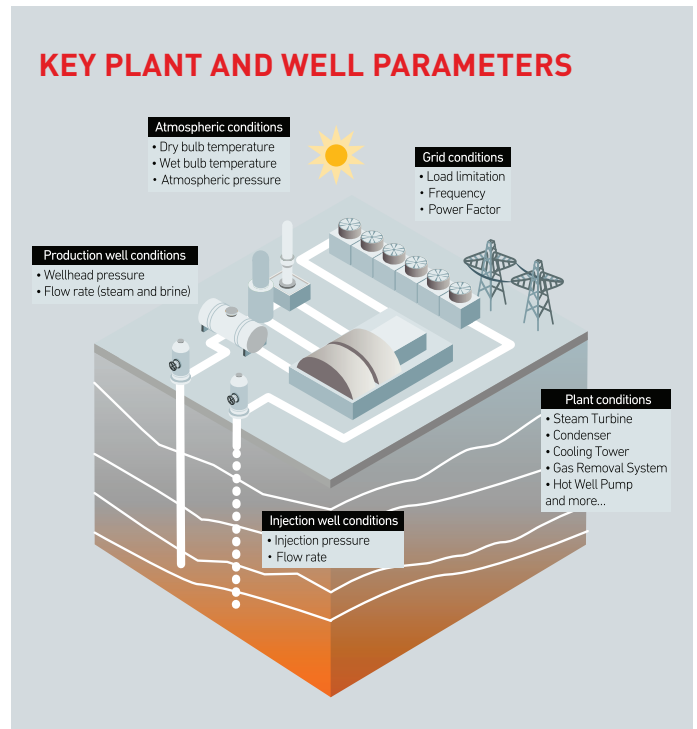 KEY PLANT AND WELL PARAMETERS
Atmospheric conditions
• Dry bulb temperature
• Wet bulb temperature
• Atmospheric pressure
Grid conditions
• Load limitation
• Frequency
• Power Factor
Production well conditions
• Wellhead pressure
• Flow rate (steam and brine)
Plant conditions
• Steam Turbine
• Condenser
• Cooling Tower
• Gas Removal System
• Hot Well Pump
and more...
Injection well conditions
• Injection pressure
• Flow rate